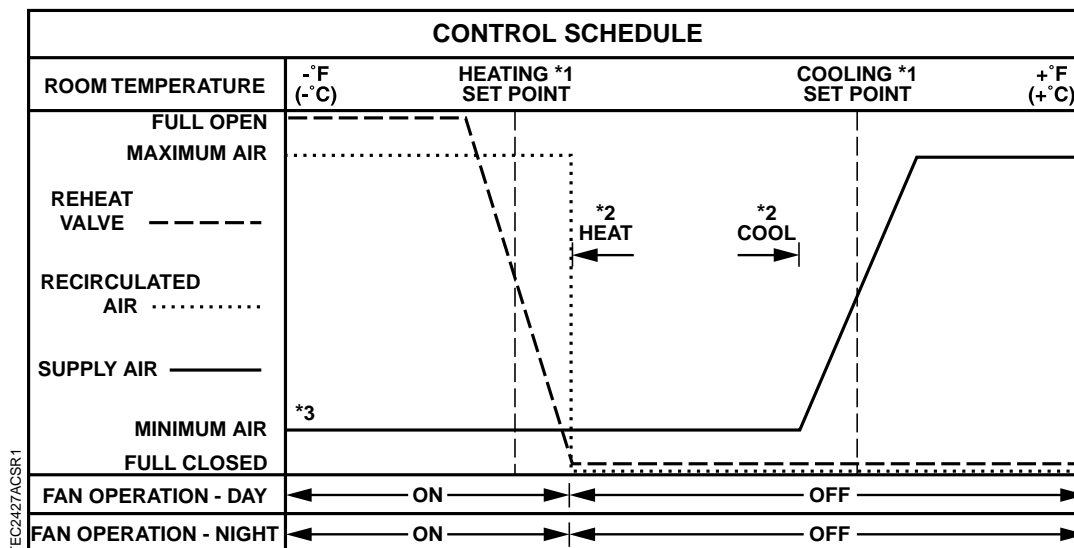 CONTROL SCHEDULE
ROOM TEMPERATURE
-°F
(-°C)
HEATING *1
SET POINT
COOLING *1
SET POINT
+°F
(+°C)
FULL OPEN
MAXIMUM AIR
REHEAT
VALVE
*2
HEAT
*2
COOL
RECIRCULATED
AIR
SUPPLY AIR
*3
MINIMUM AIR
FULL CLOSED
FAN OPERATION - DAY
ON
OFF
FAN OPERATION - NIGHT
ON
OFF